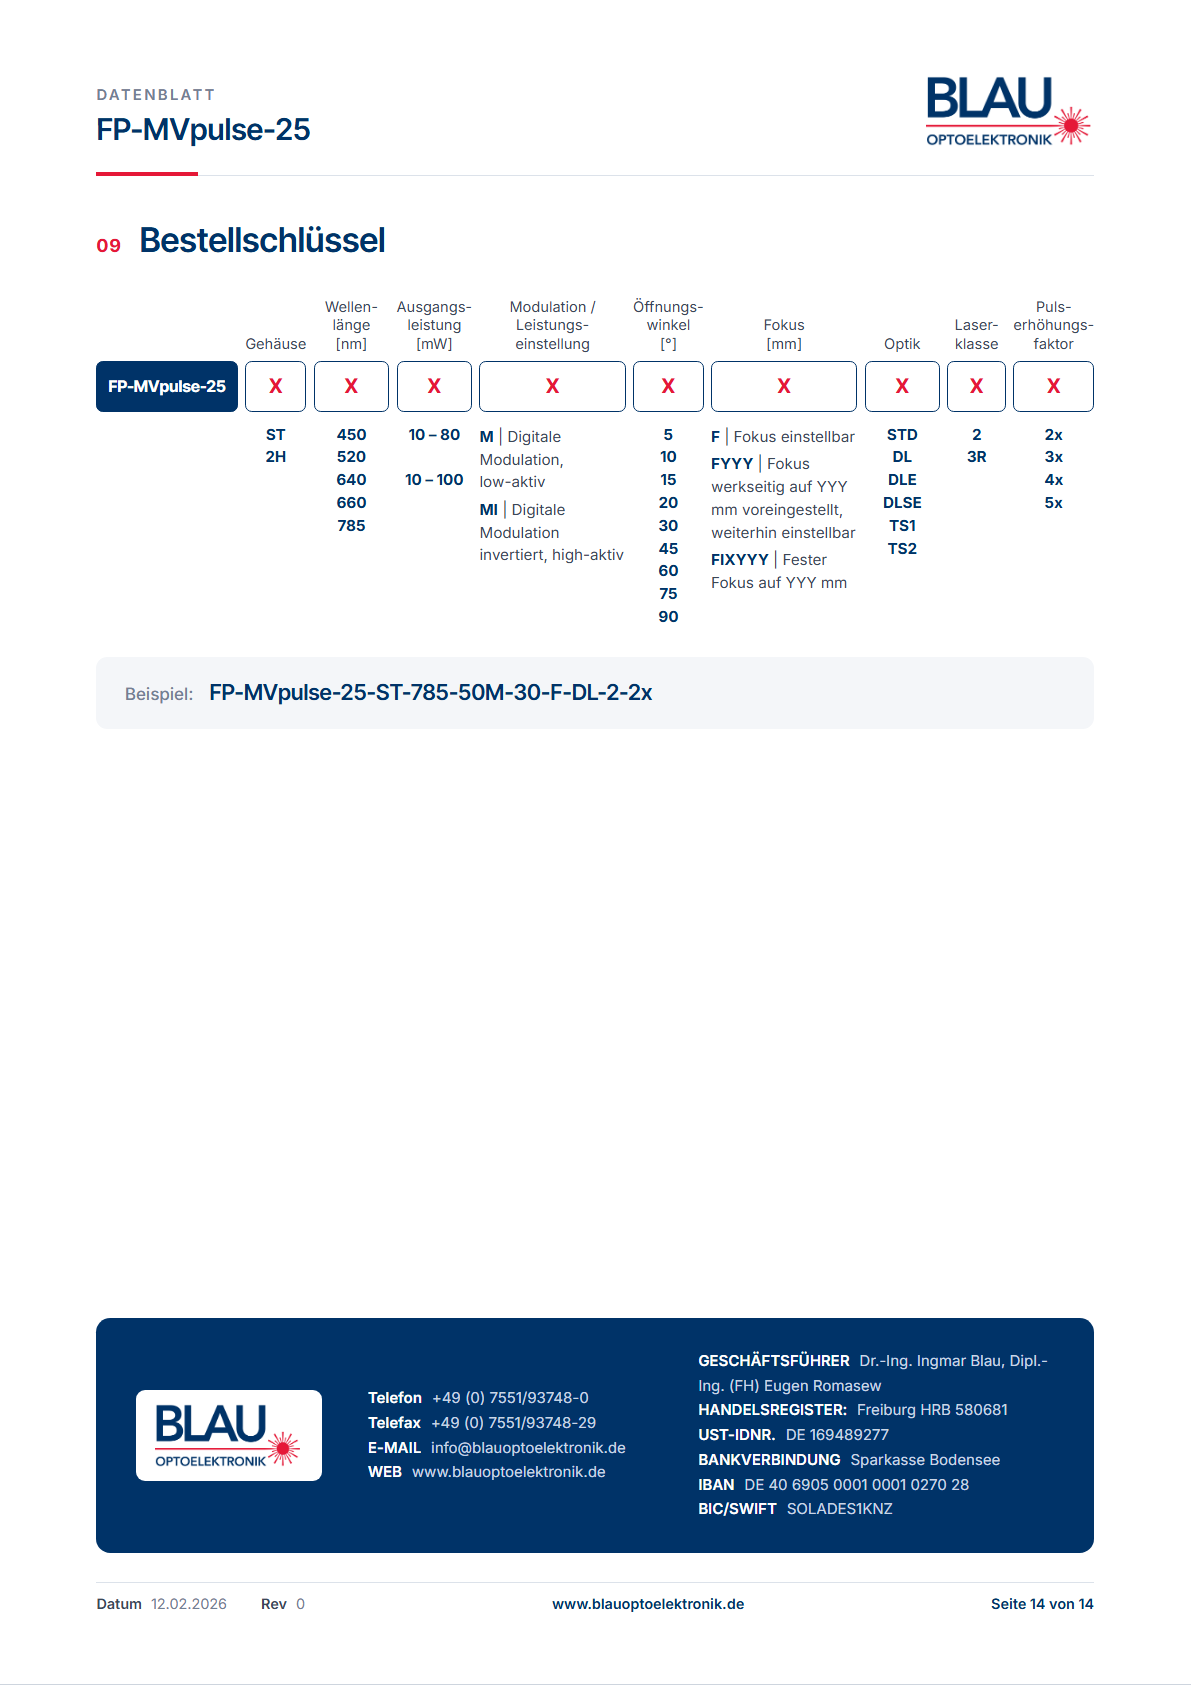 DATENBLATT
FP-MVpulse-25
BLAU
OPTOELEKTRONIK
09 Bestellschlüssel
Gehäuse
Wellen-
länge
[nm]
Ausgangs-
leistung
[mW]
Modulation /
Leistungs-
einstellung
Öffnungs-
winkel
[°]
Fokus
[mm]
Optik
Laser-
klasse
Puls-
erhöhungs-
faktor
FP-MVpulse-25 X X X X X X X X X
ST
2H
450
520
640
660
785
10 – 80
10 – 100
M | Digitale
Modulation,
low-aktiv
MI | Digitale
Modulation
invertiert, high-aktiv
5
10
15
20
30
45
60
75
90
F | Fokus einstellbar
FYYY | Fokus
werkseitig auf YYY
mm voreingestellt,
weiterhin einstellbar
FIXYYY | Fester
Fokus auf YYY mm
STD
DL
DLE
DLSE
TS1
TS2
2
3R
2x
3x
4x
5x
Beispiel: FP-MVpulse-25-ST-785-50M-30-F-DL-2-2x
BLAU
OPTOELEKTRONIK
Telefon +49 (0) 7551/93748-0
Telefax +49 (0) 7551/93748-29
E-MAIL info@blauoptoelektronik.de
WEB www.blauoptoelektronik.de
GESCHÄFTSFÜHRER Dr.-Ing. Ingmar Blau, Dipl.-
Ing. (FH) Eugen Romasew
HANDELSREGISTER: Freiburg HRB 580681
UST-IDNR. DE 169489277
BANKVERBINDUNG Sparkasse Bodensee
IBAN DE 40 6905 0001 0001 0270 28
BIC/SWIFT SOLADES1KNZ
Datum 12.02.2026 Rev 0 www.blauoptoelektronik.de Seite 14 von 14